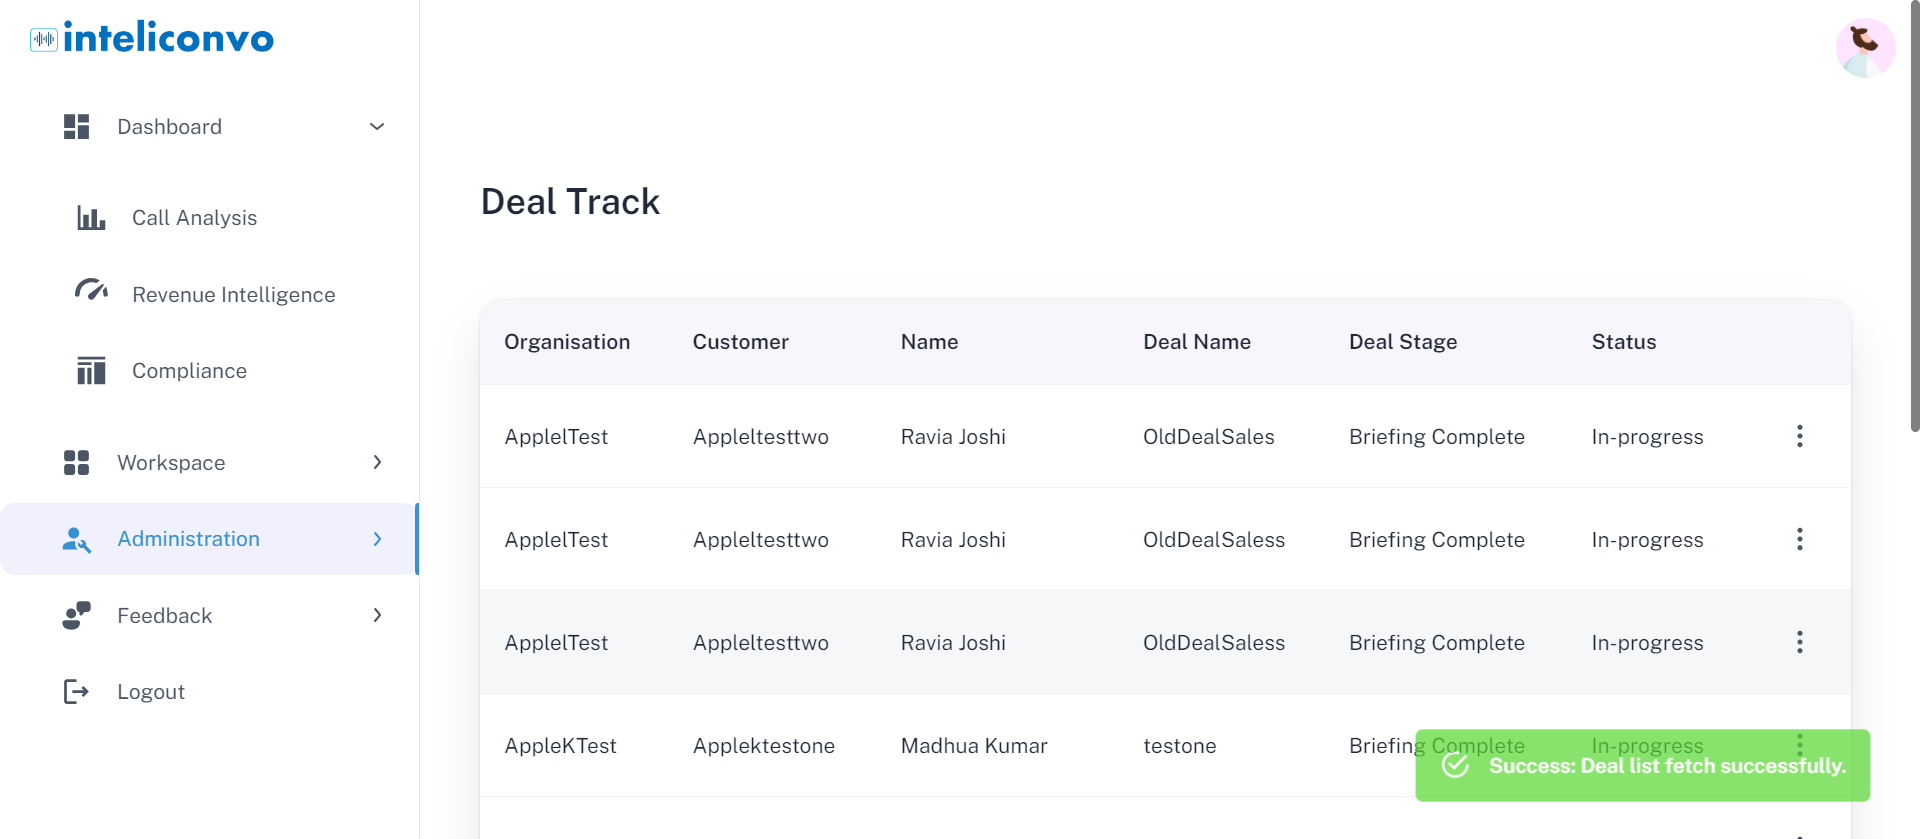 inteliconvo
Dashboard
Call Analysis
Revenue Intelligence
Compliance
Workspace
Administration
Feedback
Logout
Deal Track
Organisation Customer Name Deal Name Deal Stage Status
ApplelTest Appleltesttwo Ravia Joshi OldDealSales Briefing Complete In-progress
ApplelTest Appleltesttwo Ravia Joshi OldDealSaless Briefing Complete In-progress
ApplelTest Appleltesttwo Ravia Joshi OldDealSaless Briefing Complete In-progress
AppleKTest Applektestone Madhua Kumar testone Briefing Complete In-progress
Success: Deal list fetch successfully.